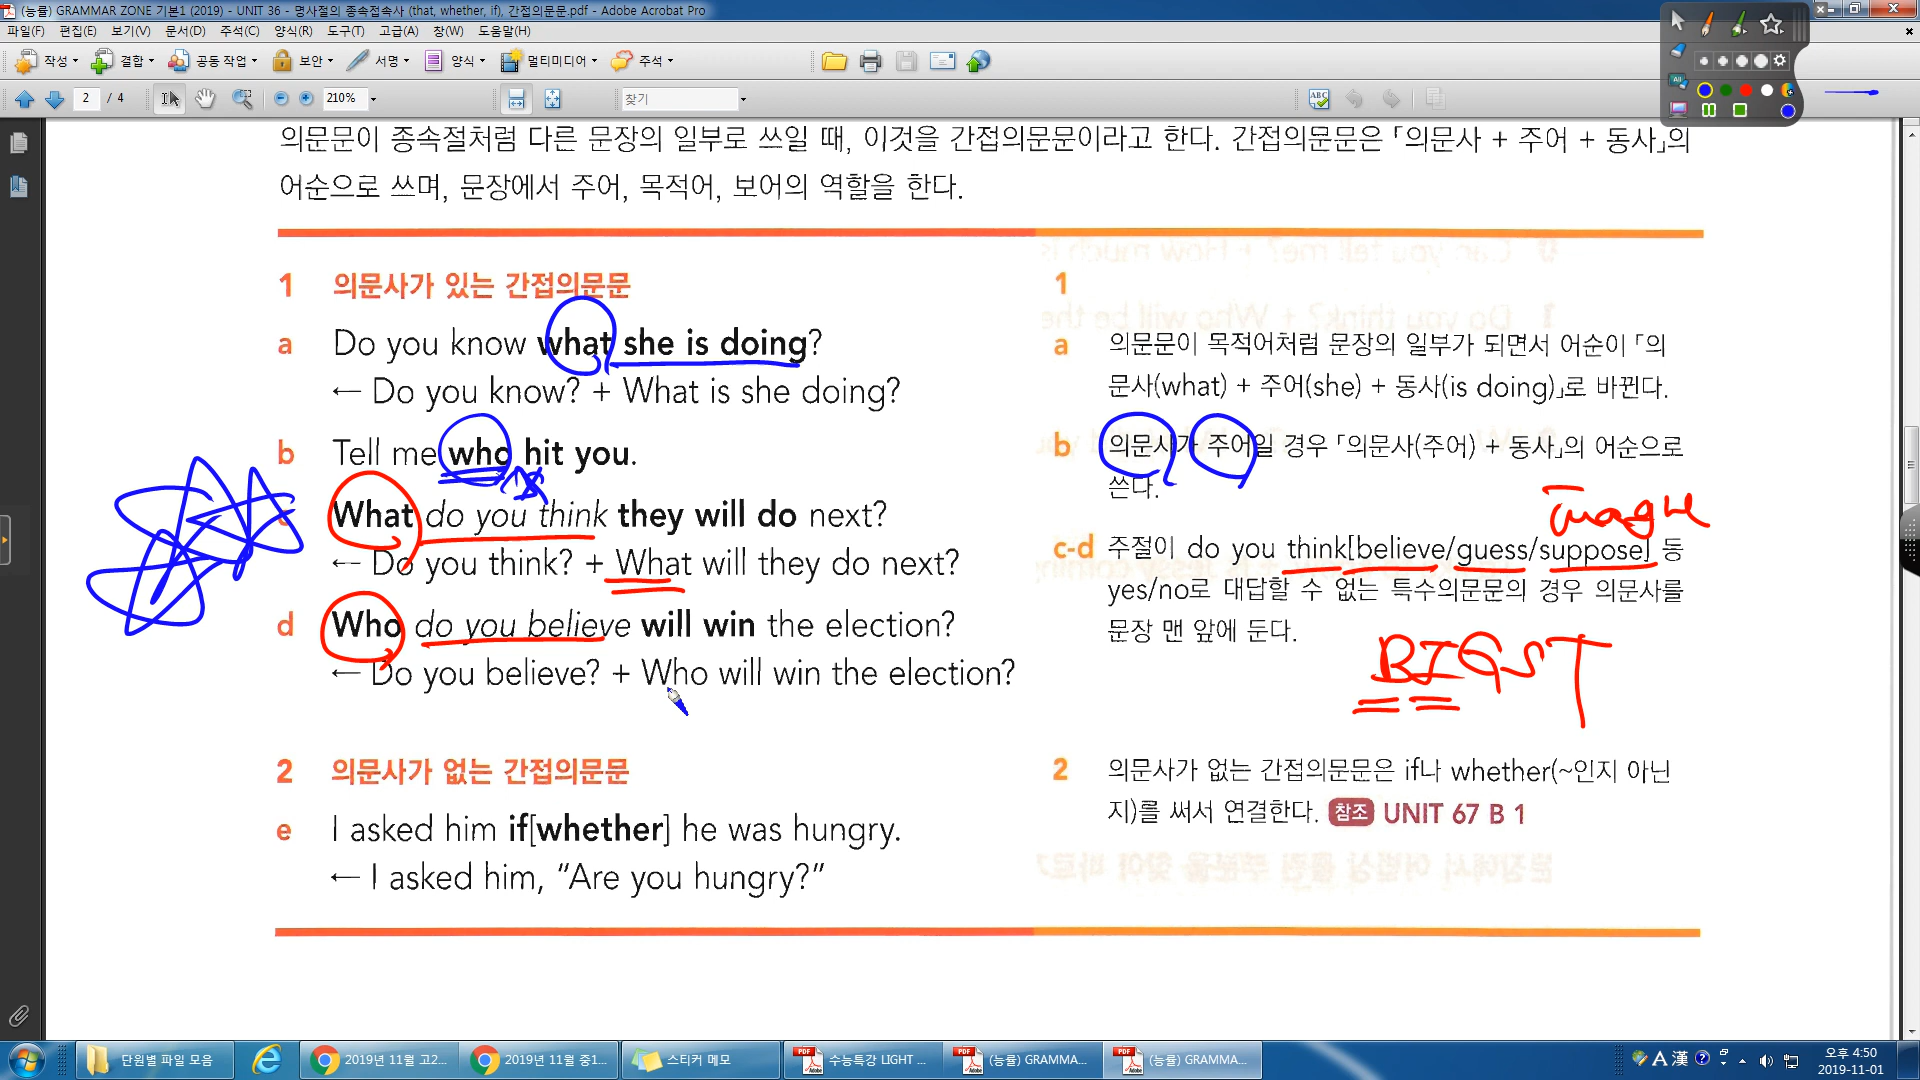 (능률) GRAMMAR ZONE 기본1 (2019) - UNIT 36 - 명사절의 종속접속사 (that, whether, if), 간접의문문.pdf - Adobe Acrobat Pro
파일(F) 편집(E) 보기(V) 문서(D) 주석(C) 양식(R) 도구(T) 고급(A) 창(W) 도움말(H)
작성 결합 공동 작업 보안 서명 양식 멀티미디어 주석
2 / 4 210% 찾기
의문문이 종속절처럼 다른 문장의 일부로 쓰일 때, 이것을 간접의문문이라고 한다. 간접의문문은 「의문사 + 주어 + 동사」의
어순으로 쓰며, 문장에서 주어, 목적어, 보어의 역할을 한다.
1 의문사가 있는 간접의문문
a Do you know what she is doing?
← Do you know? + What is she doing?
b Tell me who hit you.
What do you think they will do next?
← Do you think? + What will they do next?
d Who do you believe will win the election?
← Do you believe? + Who will win the election?
2 의문사가 없는 간접의문문
e I asked him if[whether] he was hungry.
← I asked him, “Are you hungry?”
1
a 의문문이 목적어처럼 문장의 일부가 되면서 어순이 「의
문사(what) + 주어(she) + 동사(is doing)」로 바뀐다.
b 의문사가 주어일 경우 「의문사(주어) + 동사」의 어순으로
쓴다.
c-d 주절이 do you think[believe/guess/suppose] 등
yes/no로 대답할 수 없는 특수의문문의 경우 의문사를
문장 맨 앞에 둔다.
BIGST
2 의문사가 없는 간접의문문은 if나 whether(~인지 아닌
지)를 써서 연결한다. 참조 UNIT 67 B 1
단원별 파일 모음 2019년 11월 고2... 2019년 11월 중1... 스티커 메모 수능특강 LIGHT ... (능률) GRAMMA... (능률) GRAMMA...
A 漢
오후 4:50
2019-11-01